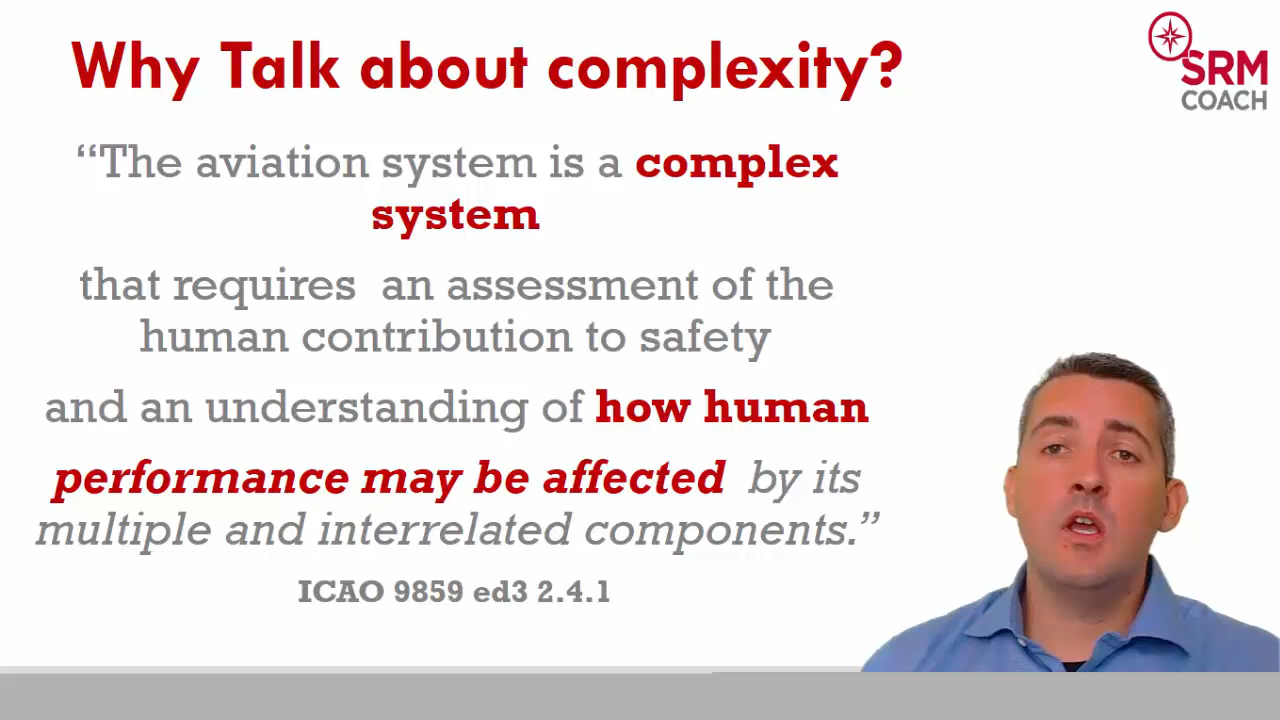 Why Talk about complexity?
SRM
COACH
“The aviation system is a complex
system
that requires an assessment of the
human contribution to safety
and an understanding of how human
performance may be affected by its
multiple and interrelated components.”
ICAO 9859 ed3 2.4.1